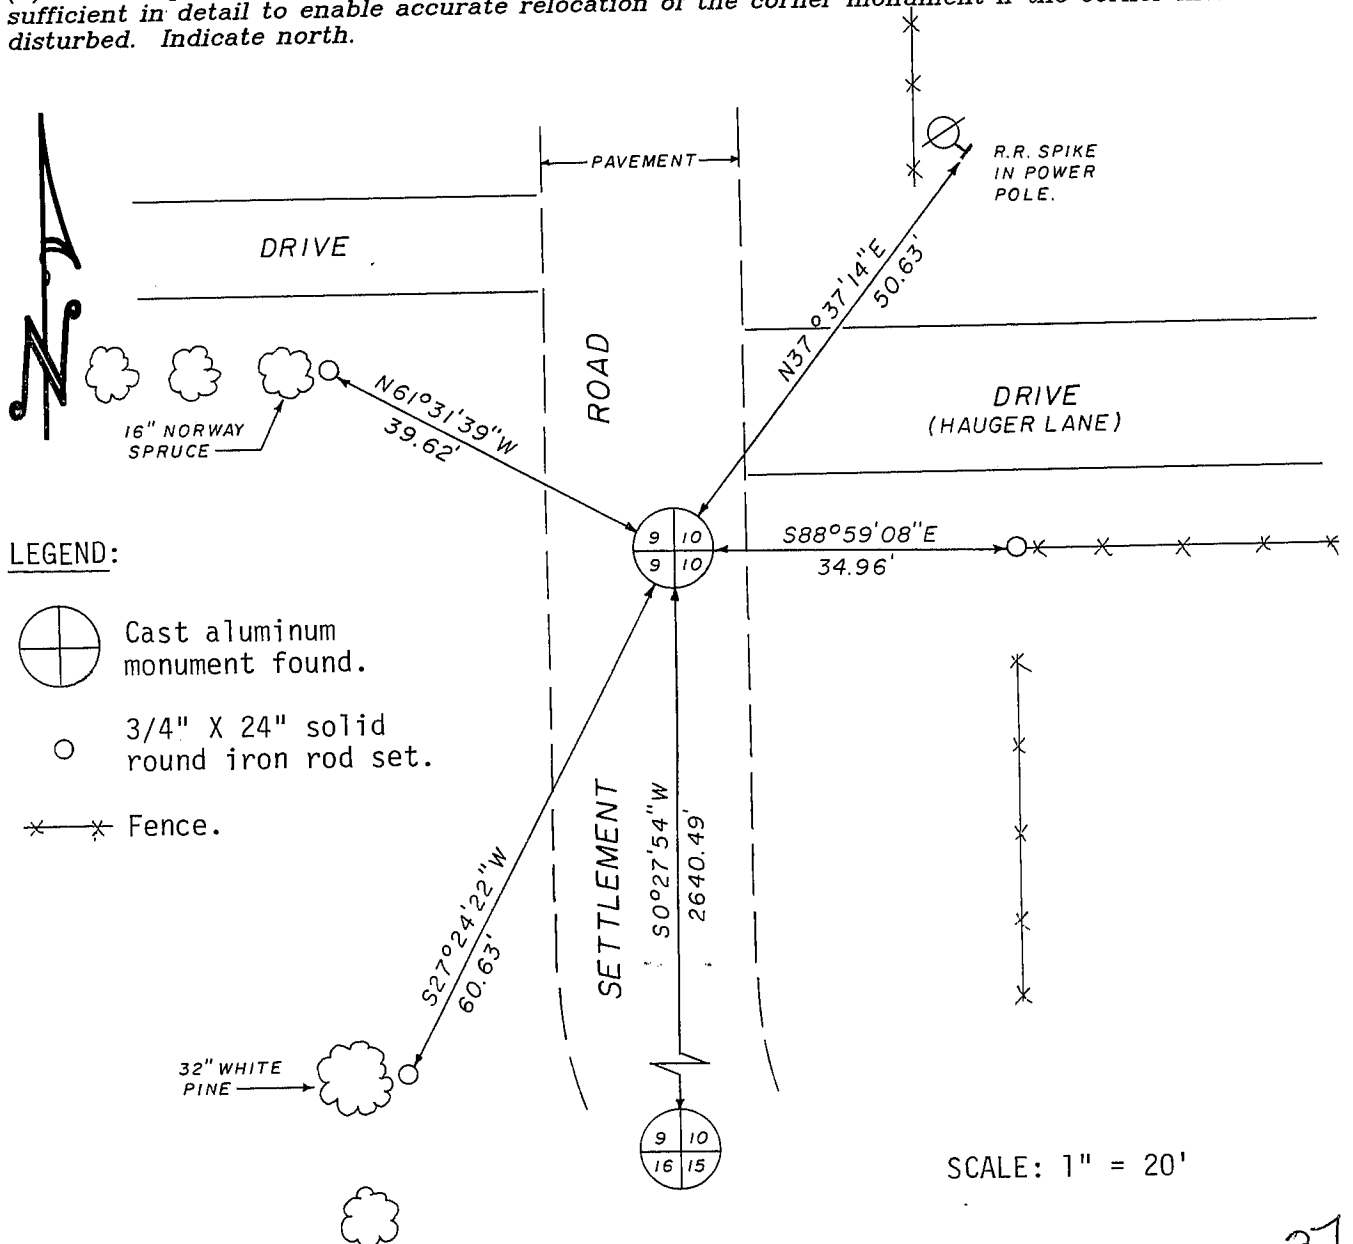 sufficient in detail to enable accurate relocation of the corner monument if the corner
disturbed. Indicate north.
PAVEMENT
R.R. SPIKE
IN POWER
POLE.
DRIVE
N37°37'14"E
50.63'
N
ROAD
N61°31'39"W
39.62'
16" NORWAY
SPRUCE
DRIVE
(HAUGER LANE)
9 10
9 10
S88°59'08"E
34.96'
LEGEND:
Cast aluminum
monument found.
3/4" X 24" solid
round iron rod set.
Fence.
SETTLEMENT
S0°27'54"W
2640.49'
S27°24'22"W
60.63'
32" WHITE
PINE
9 10
16 15
SCALE: 1" = 20'